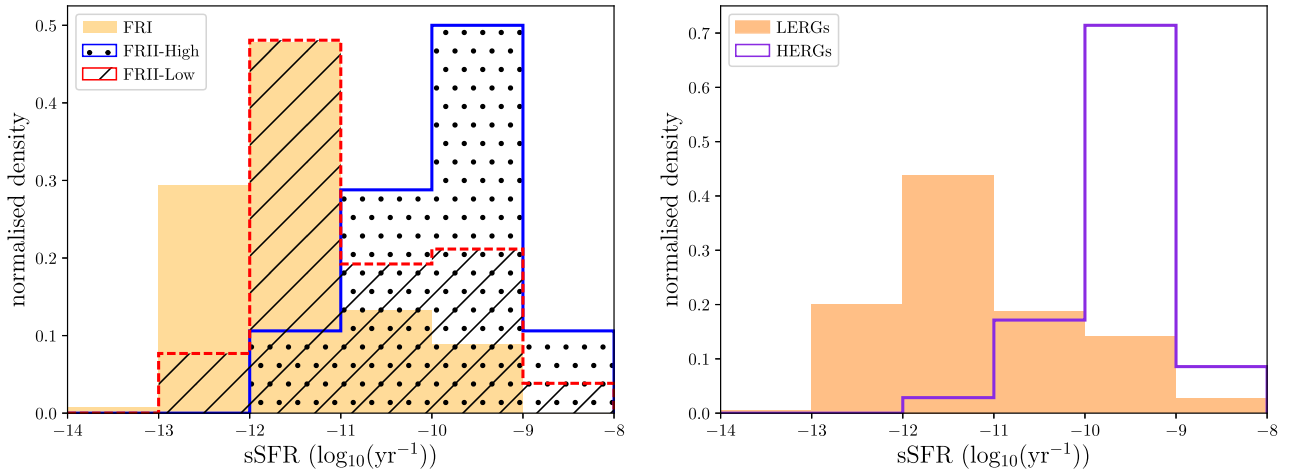 FRI
FRII-High
FRII-Low
normalised density
0.5
0.4
0.3
0.2
0.1
0.0
−14 −13 −12 −11 −10 −9 −8
sSFR (log₁₀(yr⁻¹))
LERGs
HERGs
normalised density
0.7
0.6
0.5
0.4
0.3
0.2
0.1
0.0
−14 −13 −12 −11 −10 −9 −8
sSFR (log₁₀(yr⁻¹))